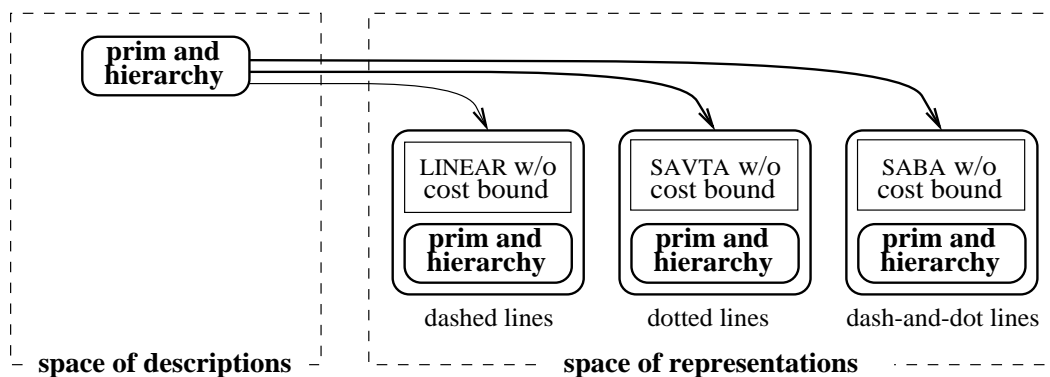 prim and
hierarchy
LINEAR w/o
cost bound
prim and
hierarchy
dashed lines
SAVTA w/o
cost bound
prim and
hierarchy
dotted lines
SABA w/o
cost bound
prim and
hierarchy
dash-and-dot lines
space of descriptions
space of representations